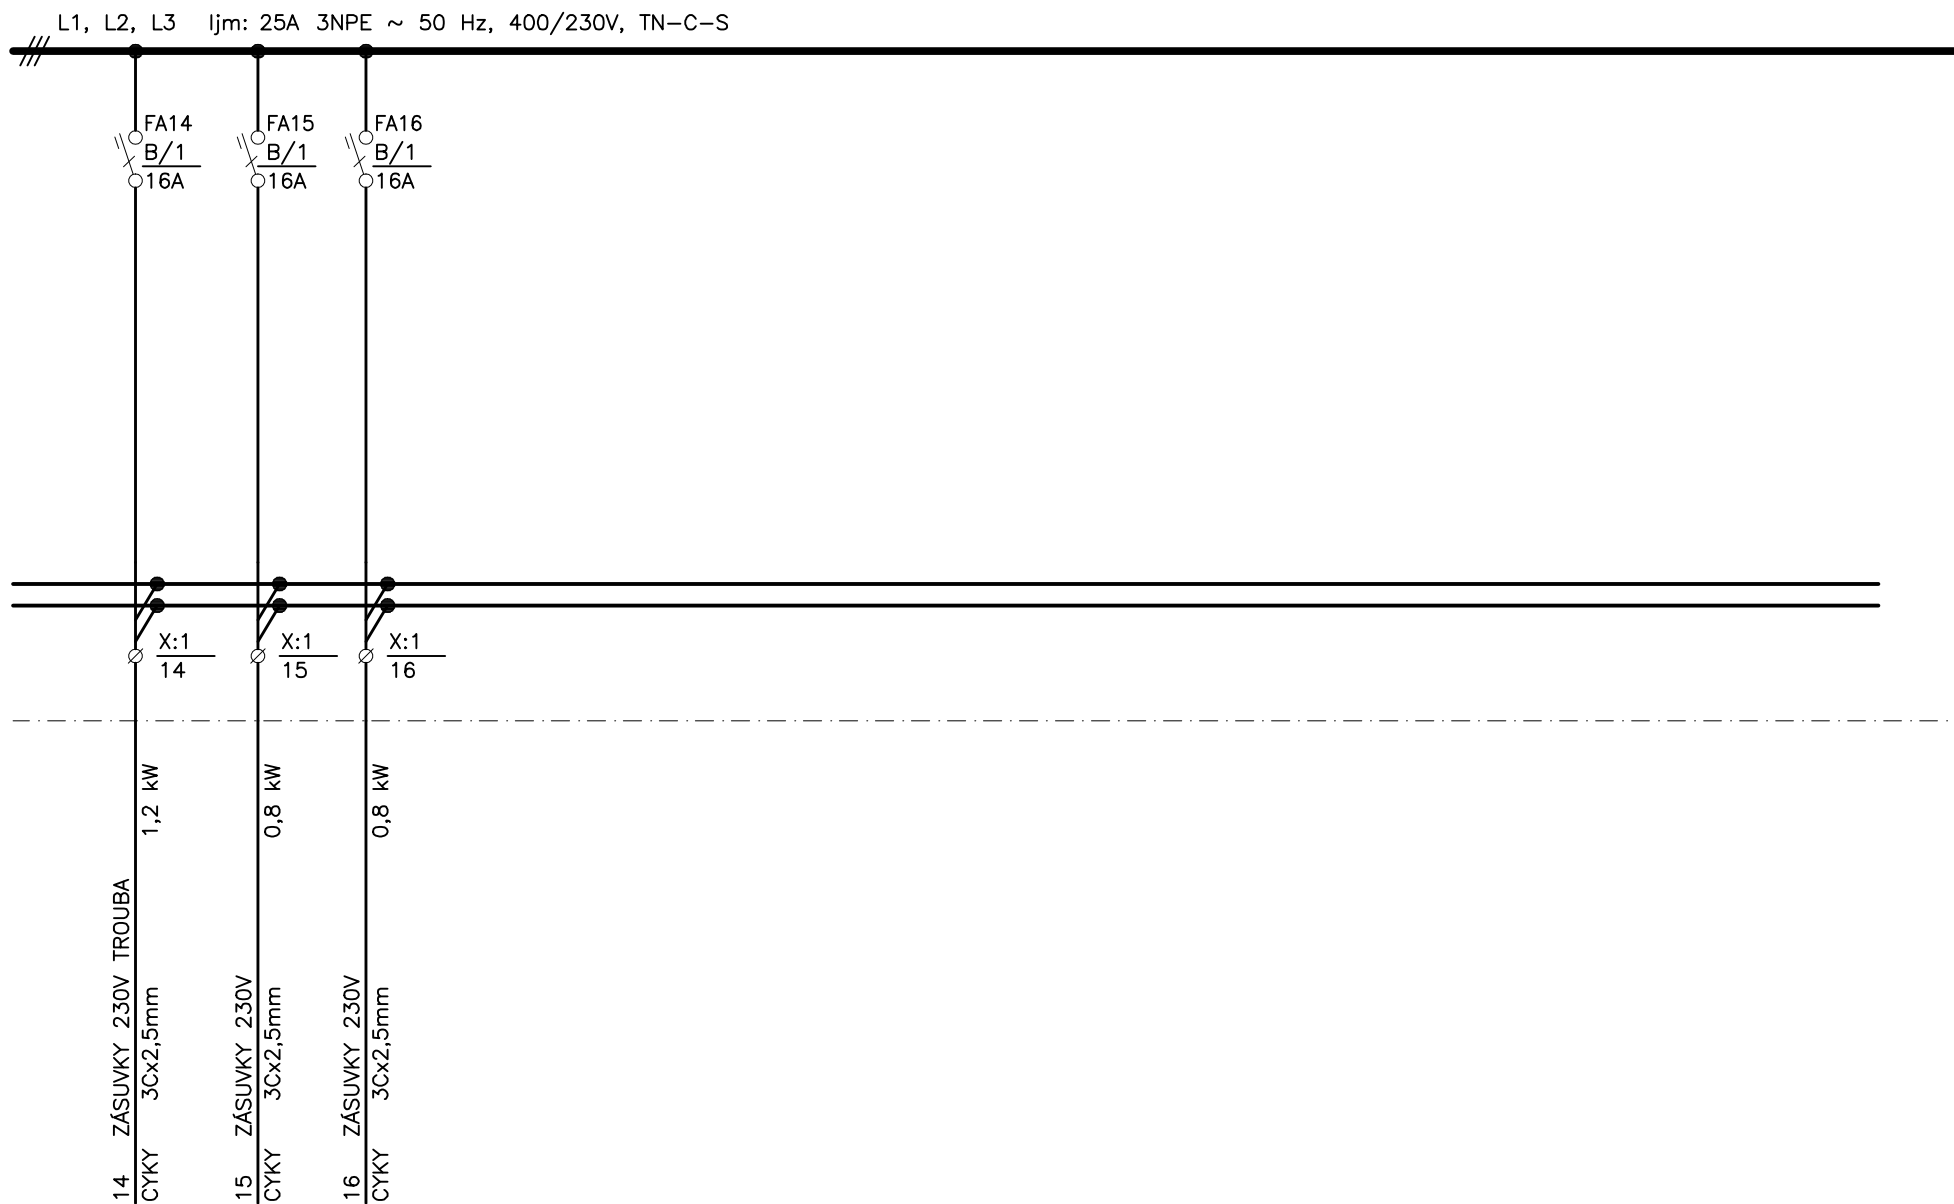 L1, L2, L3 Ijm: 25A 3NPE ~ 50 Hz, 400/230V, TN-C-S
FA14
B/1
16A
FA15
B/1
16A
FA16
B/1
16A
X:1
14
X:1
15
X:1
16
14 ZÁSUVKY 230V TROUBA
CYKY 3Cx2,5mm 1,2 kW
15 ZÁSUVKY 230V
CYKY 3Cx2,5mm 0,8 kW
16 ZÁSUVKY 230V
CYKY 3Cx2,5mm 0,8 kW